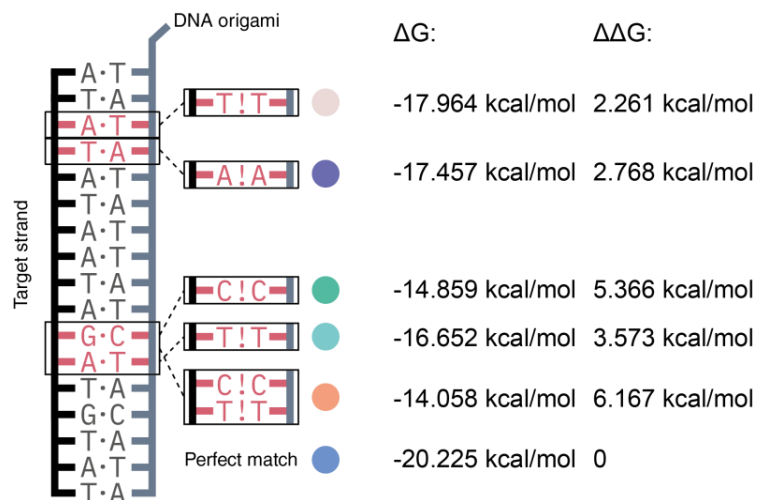 DNA origami
ΔG: ΔΔG:
Target strand
A·T
T·A
A·T
T·A
A·T
T·A
A·T
A·T
T·A
A·T
G·C
A·T
T·A
G·C
T·A
A·T
T·A
T!T -17.964 kcal/mol 2.261 kcal/mol
A!A -17.457 kcal/mol 2.768 kcal/mol
C!C -14.859 kcal/mol 5.366 kcal/mol
T!T -16.652 kcal/mol 3.573 kcal/mol
C!C
T!T -14.058 kcal/mol 6.167 kcal/mol
Perfect match -20.225 kcal/mol 0